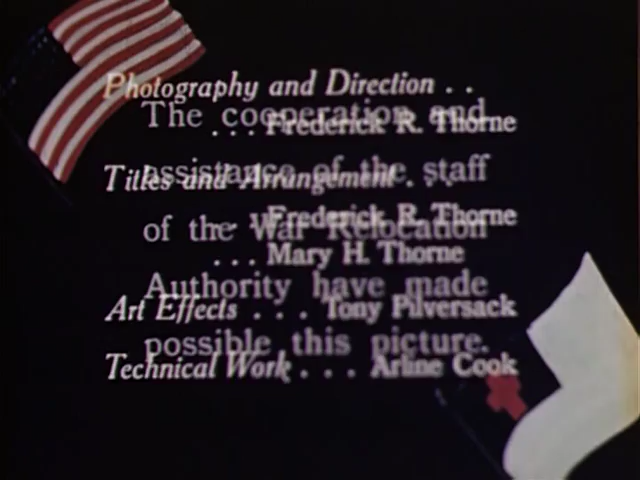 Photography and Direction . .
The cooperation and
. . . Frederick R. Thorne
assistance of the staff
Titles and Arrangement . . .
Frederick R. Thorne
of the War Relocation
. . . Mary H. Thorne
Authority have made
Art Effects . . . Tony Pilversack
possible this picture.
Technical Work . . . Arline Cook